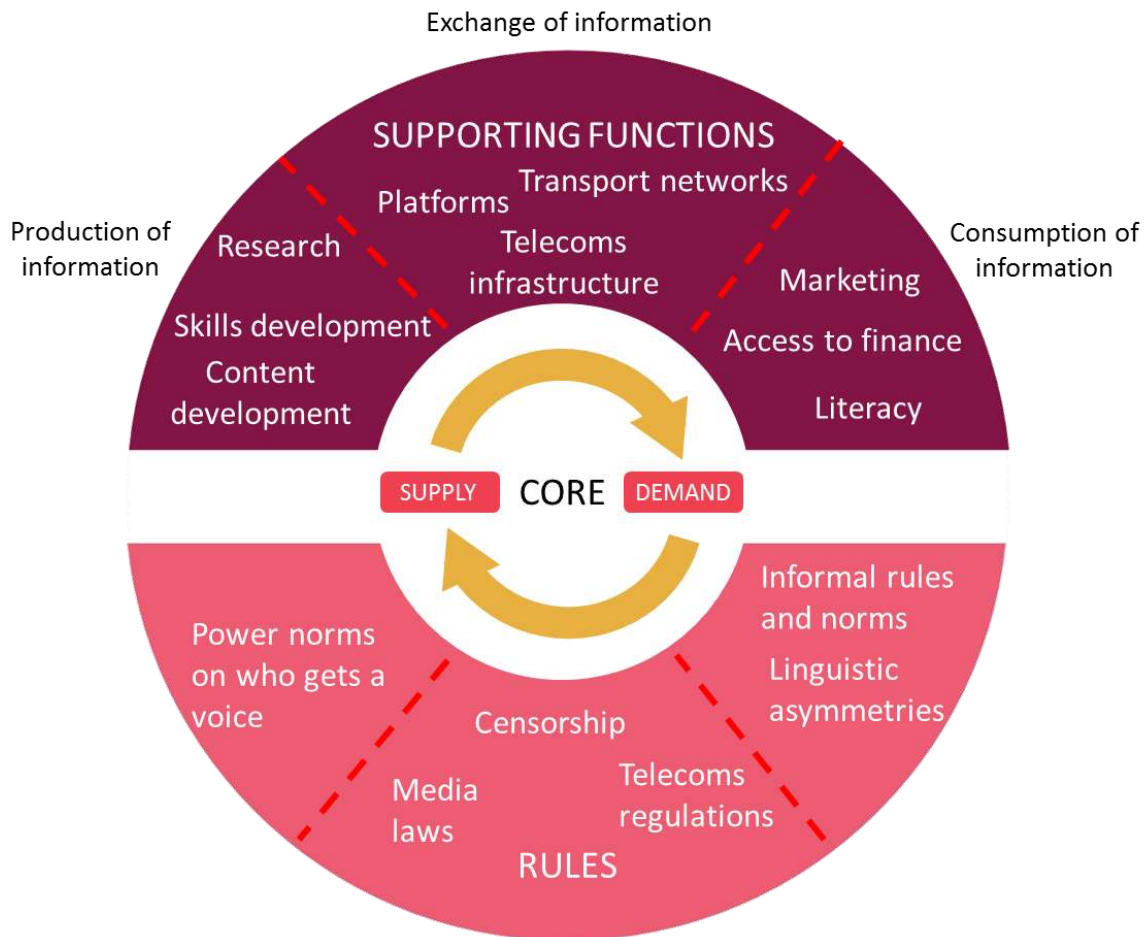 Exchange of information
SUPPORTING FUNCTIONS
Transport networks
Platforms
Telecoms
infrastructure
Production of
information
Research
Skills development
Content
development
Consumption of
information
Marketing
Access to finance
Literacy
SUPPLY
CORE
DEMAND
Power norms
on who gets a
voice
Censorship
Media
laws
Telecoms
regulations
RULES
Informal rules
and norms
Linguistic
asymmetries